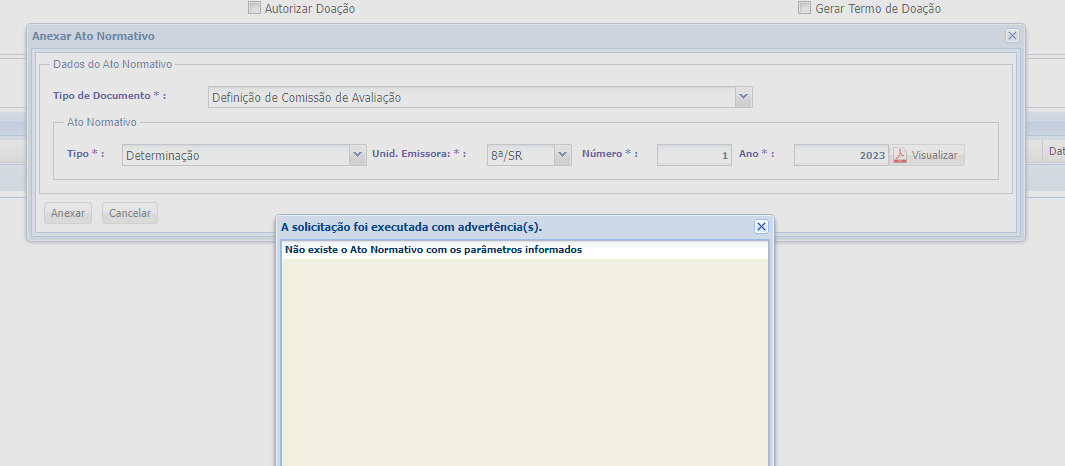 Autorizar Doação Gerar Termo de Doação
Anexar Ato Normativo
Dados do Ato Normativo
Tipo de Documento * : Definição de Comissão de Avaliação
Ato Normativo
Tipo * : Determinação Unid. Emissora: * : 8ª/SR Número * : 1 Ano * : 2023 Visualizar
Dat
Anexar Cancelar
A solicitação foi executada com advertência(s).
Não existe o Ato Normativo com os parâmetros informados